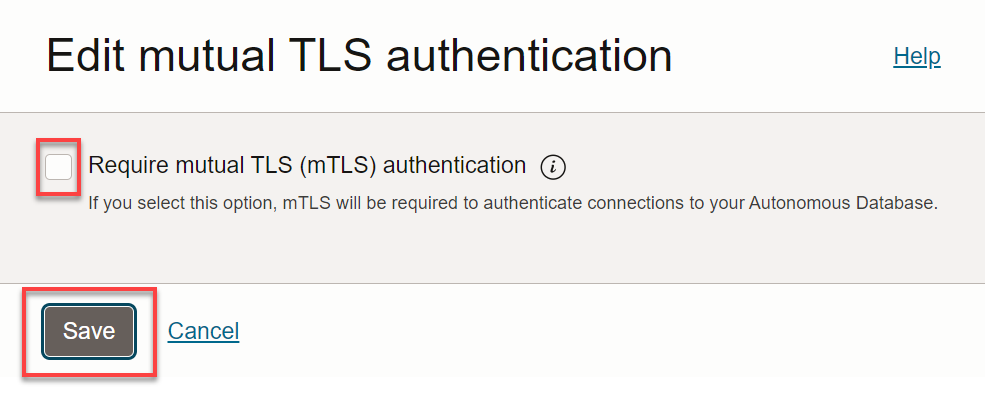 Edit mutual TLS authentication
Help
Require mutual TLS (mTLS) authentication i
If you select this option, mTLS will be required to authenticate connections to your Autonomous Database.
Save
Cancel